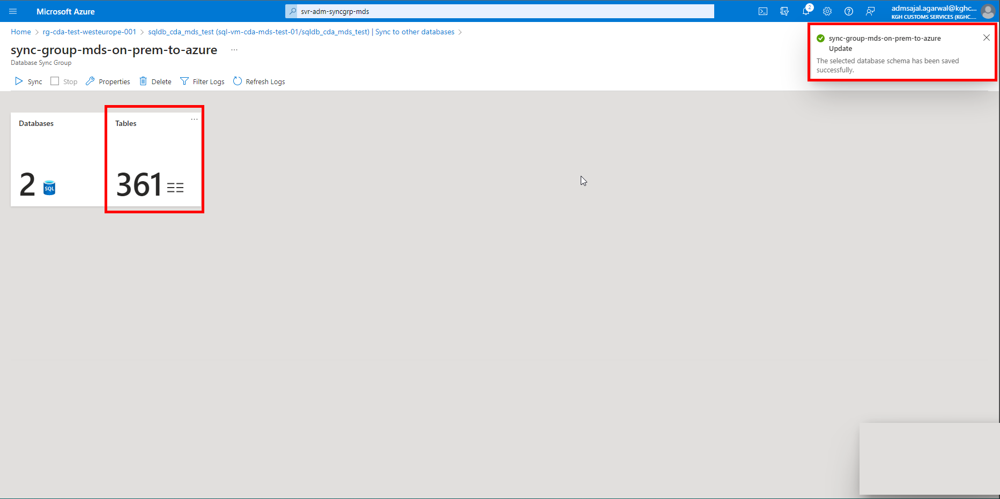 Microsoft Azure
svr-adm-syncgrp-mds
2
admsajal.agarwal@kghc...
KGH CUSTOMS SERVICES (KGHC....
Home > rg-cda-test-westeurope-001 > sqldb_cda_mds_test (sql-vm-cda-mds-test-01/sqldb_cda_mds_test) | Sync to other databases >
sync-group-mds-on-prem-to-azure ...
Database Sync Group
sync-group-mds-on-prem-to-azure
Update
The selected database schema has been saved
successfully.
Sync Stop Properties Delete Filter Logs Refresh Logs
Databases
2 SQL
Tables ...
361